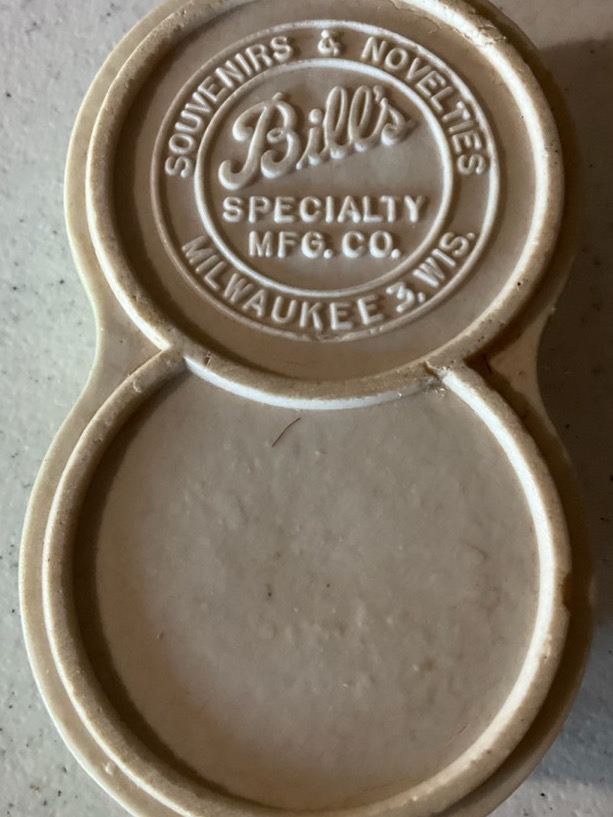 SOUVENIRS & NOVELTIES
Bill's
SPECIALTY
MFG. CO.
MILWAUKEE 3, WIS.